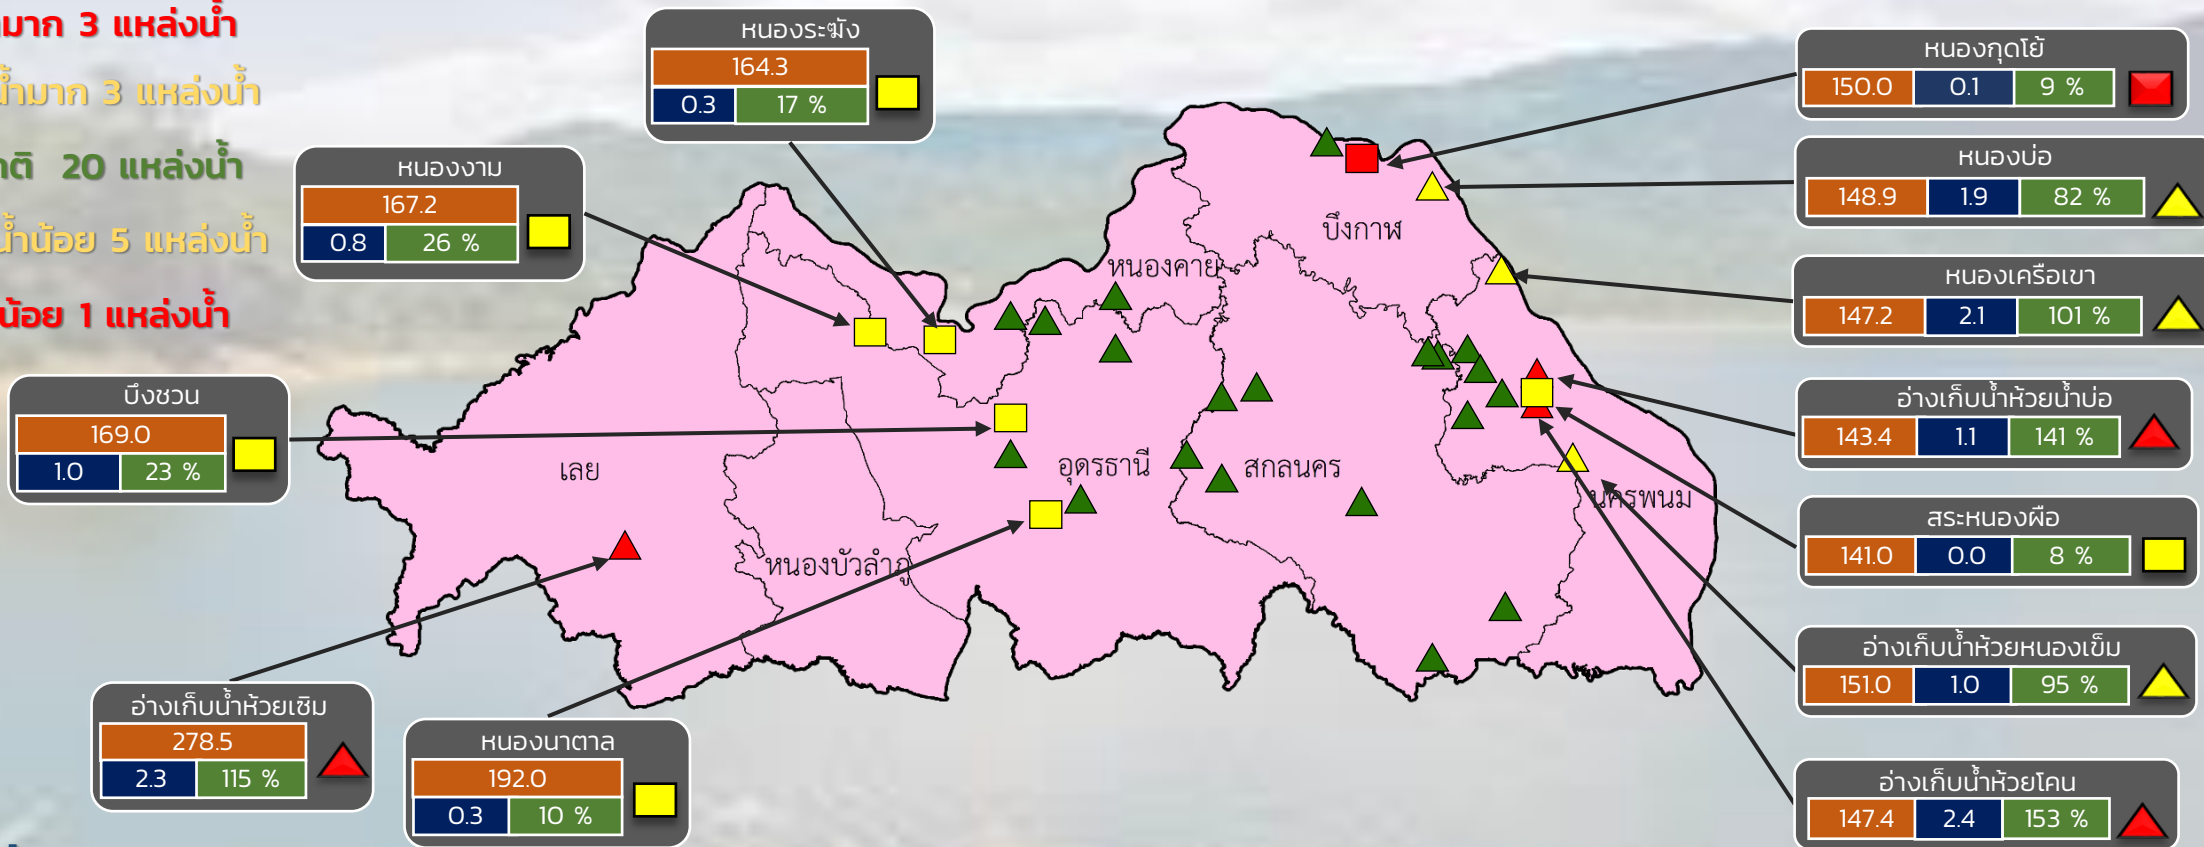 มาก 3 แหล่งน้ำ
น้ำมาก 3 แหล่งน้ำ
20 แหล่งน้ำ
น้ำน้อย 5 แหล่งน้ำ
น้อย 1 แหล่งน้ำ
หนองระฆัง
164.3
0.3 17 %
หนองงาม
167.2
0.8 26 %
บึงชวน
169.0
1.0 23 %
อ่างเก็บน้ำห้วยเซิม
278.5
2.3 115 %
หนองนาตาล
192.0
0.3 10 %
บึงกาฬ
หนองคาย
เลย
อุดรธานี
สกลนคร
นครพนม
หนองบัวลำภู
หนองกุดโย้
150.0 0.1 9 %
หนองบ่อ
148.9 1.9 82 %
หนองเครือเขา
147.2 2.1 101 %
อ่างเก็บน้ำห้วยน้ำบ่อ
143.4 1.1 141 %
สระหนองผือ
141.0 0.0 8 %
อ่างเก็บน้ำห้วยหนองเข็ม
151.0 1.0 95 %
อ่างเก็บน้ำห้วยโคน
147.4 2.4 153 %